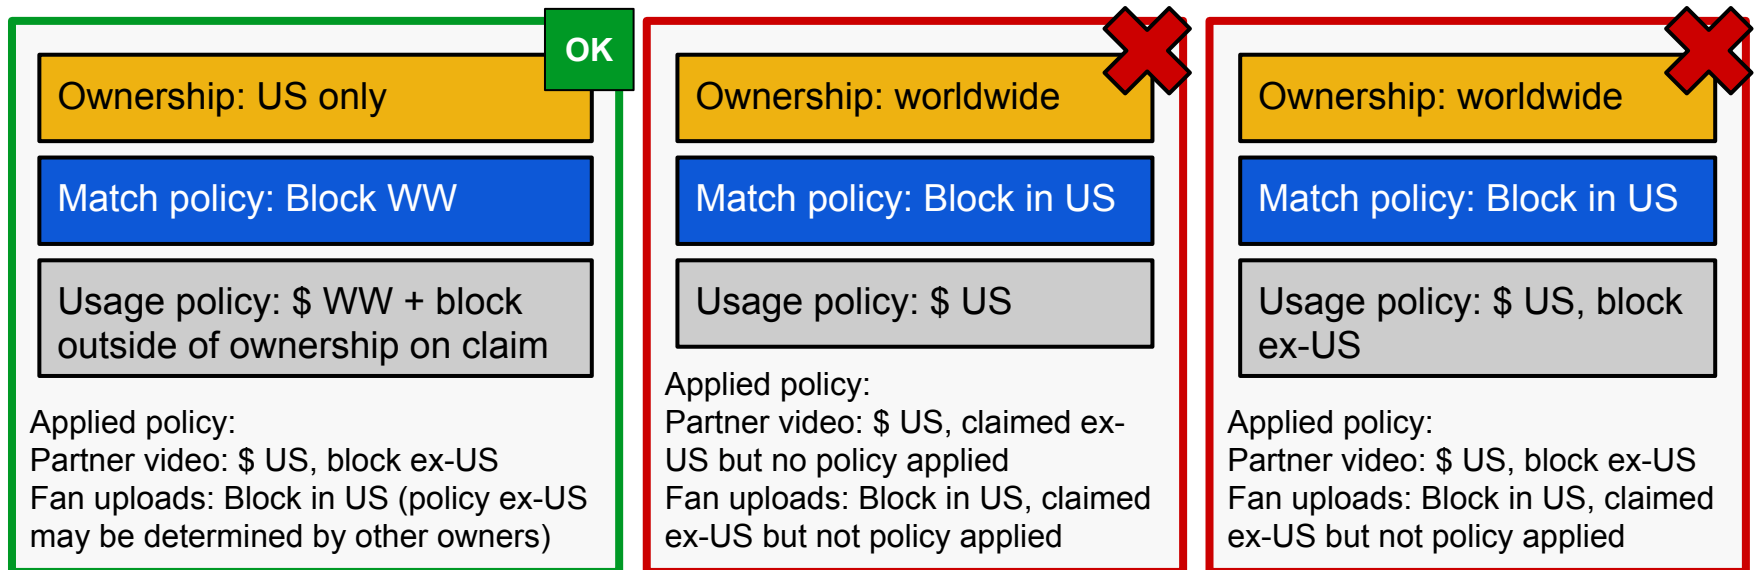 OK
Ownership: US only
Match policy: Block WW
Usage policy: $ WW + block
outside of ownership on claim
Applied policy:
Partner video: $ US, block ex-US
Fan uploads: Block in US (policy ex-US
may be determined by other owners)
Ownership: worldwide
Match policy: Block in US
Usage policy: $ US
Applied policy:
Partner video: $ US, claimed ex-
US but no policy applied
Fan uploads: Block in US, claimed
ex-US but not policy applied
Ownership: worldwide
Match policy: Block in US
Usage policy: $ US, block
ex-US
Applied policy:
Partner video: $ US, block ex-US
Fan uploads: Block in US, claimed
ex-US but not policy applied